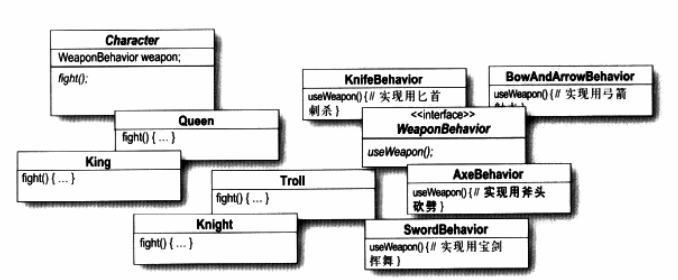 Character
WeaponBehavior weapon;
fight();
Queen
fight() { ... }
King
fight() { ... }
Troll
fight() { ... }
Knight
fight() { ... }
KnifeBehavior
useWeapon() { // 实现用匕首
刺杀 }
BowAndArrowBehavior
useWeapon() { // 实现用弓箭
<<interface>>
WeaponBehavior
useWeapon();
AxeBehavior
useWeapon() { // 实现用斧头
砍劈 }
SwordBehavior
useWeapon() { // 实现用宝剑
挥舞 }